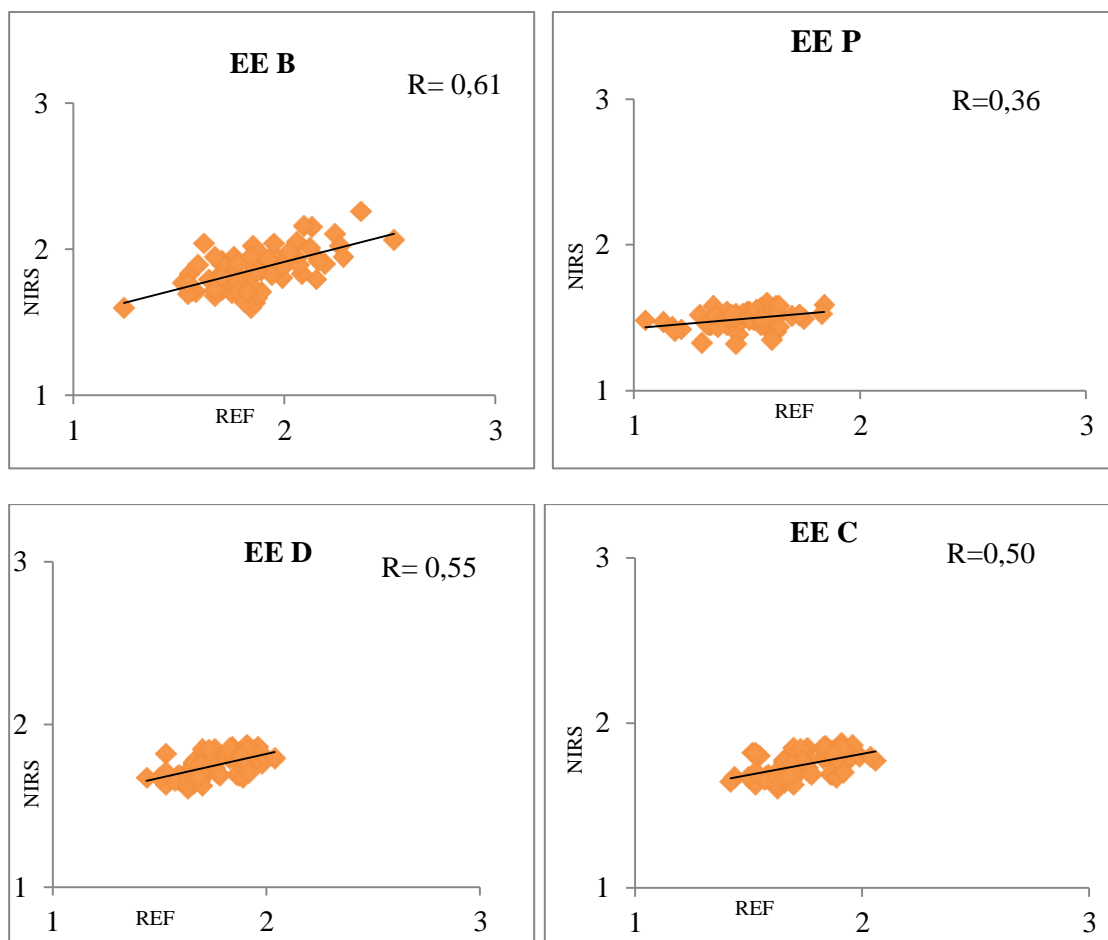 EE B
R= 0,61
3
2
1
NIRS
1
REF
2
3
EE P
R=0,36
3
2
1
NIRS
1
REF
2
3
EE D
R= 0,55
3
2
1
NIRS
1
REF
2
3
EE C
R=0,50
3
2
1
NIRS
1
REF
2
3